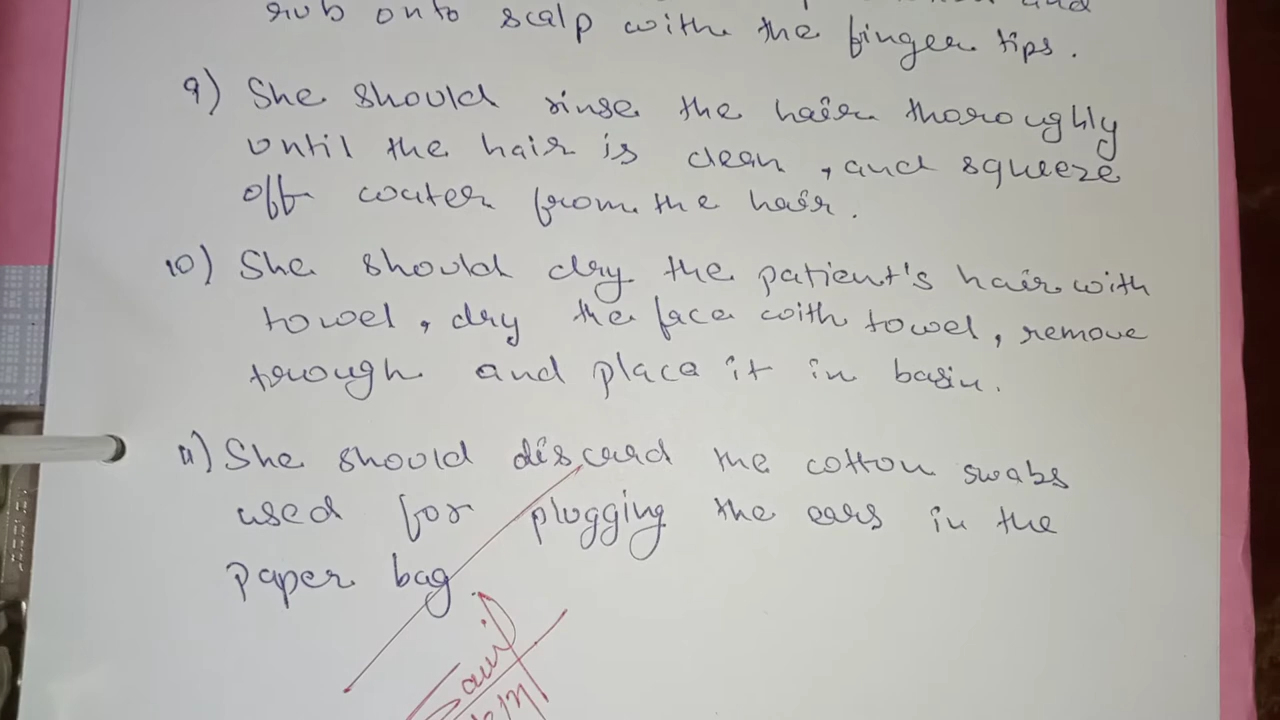 rub onto scalp with the finger tips.
9) She should rinse the hair thoroughly
until the hair is clean, and squeeze
off water from the hair.
10) She should dry the patient's hair with
towel, dry the face with towel, remove
trough and place it in basin.
11) She should discard the cotton swabs
used for plugging the ears in the
paper bag